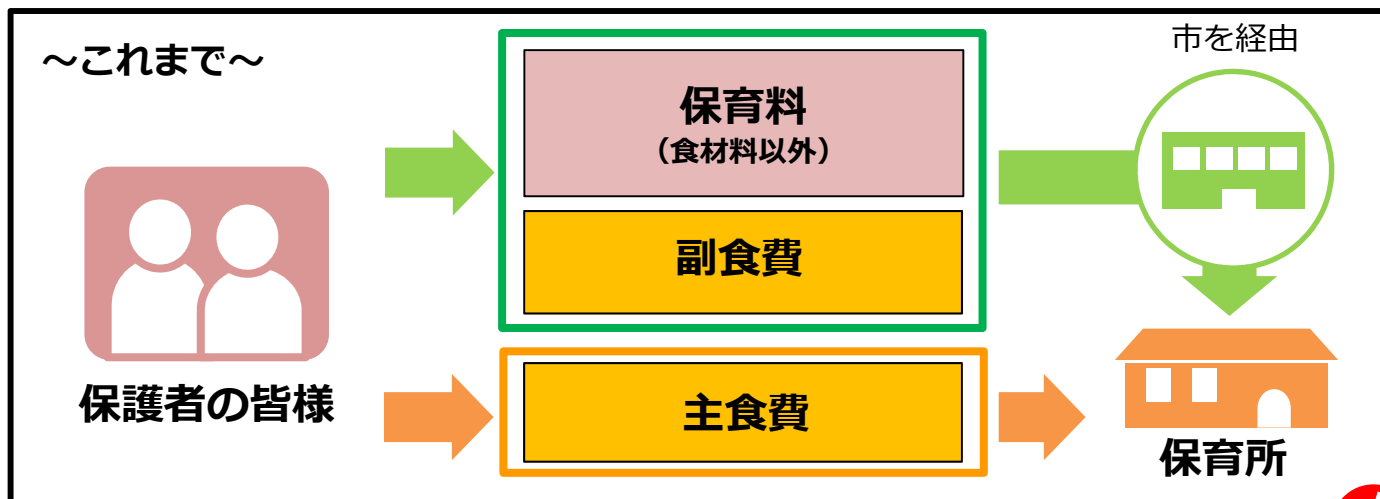 ～これまで～
市を経由
保育料
（食材料以外）
副食費
保護者の皆様
主食費
保育所